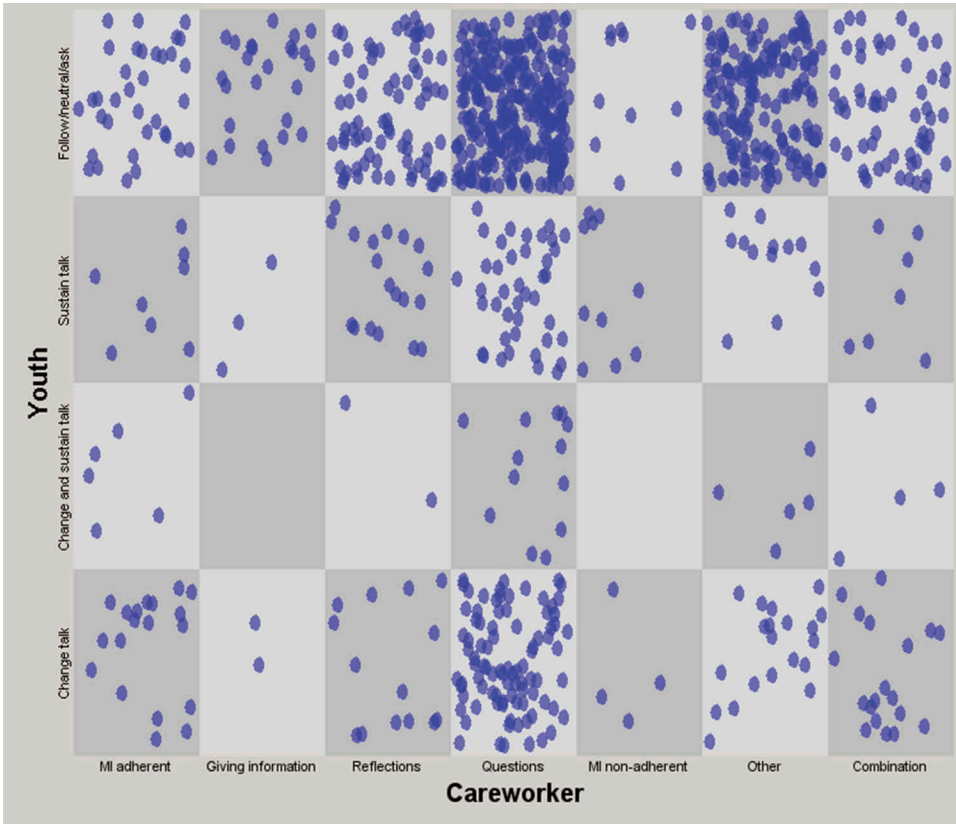 Youth
Follow/neutral/ask
Sustain talk
Change and sustain talk
Change talk
MI adherent
Giving information
Reflections
Questions
MI non-adherent
Other
Combination
Careworker